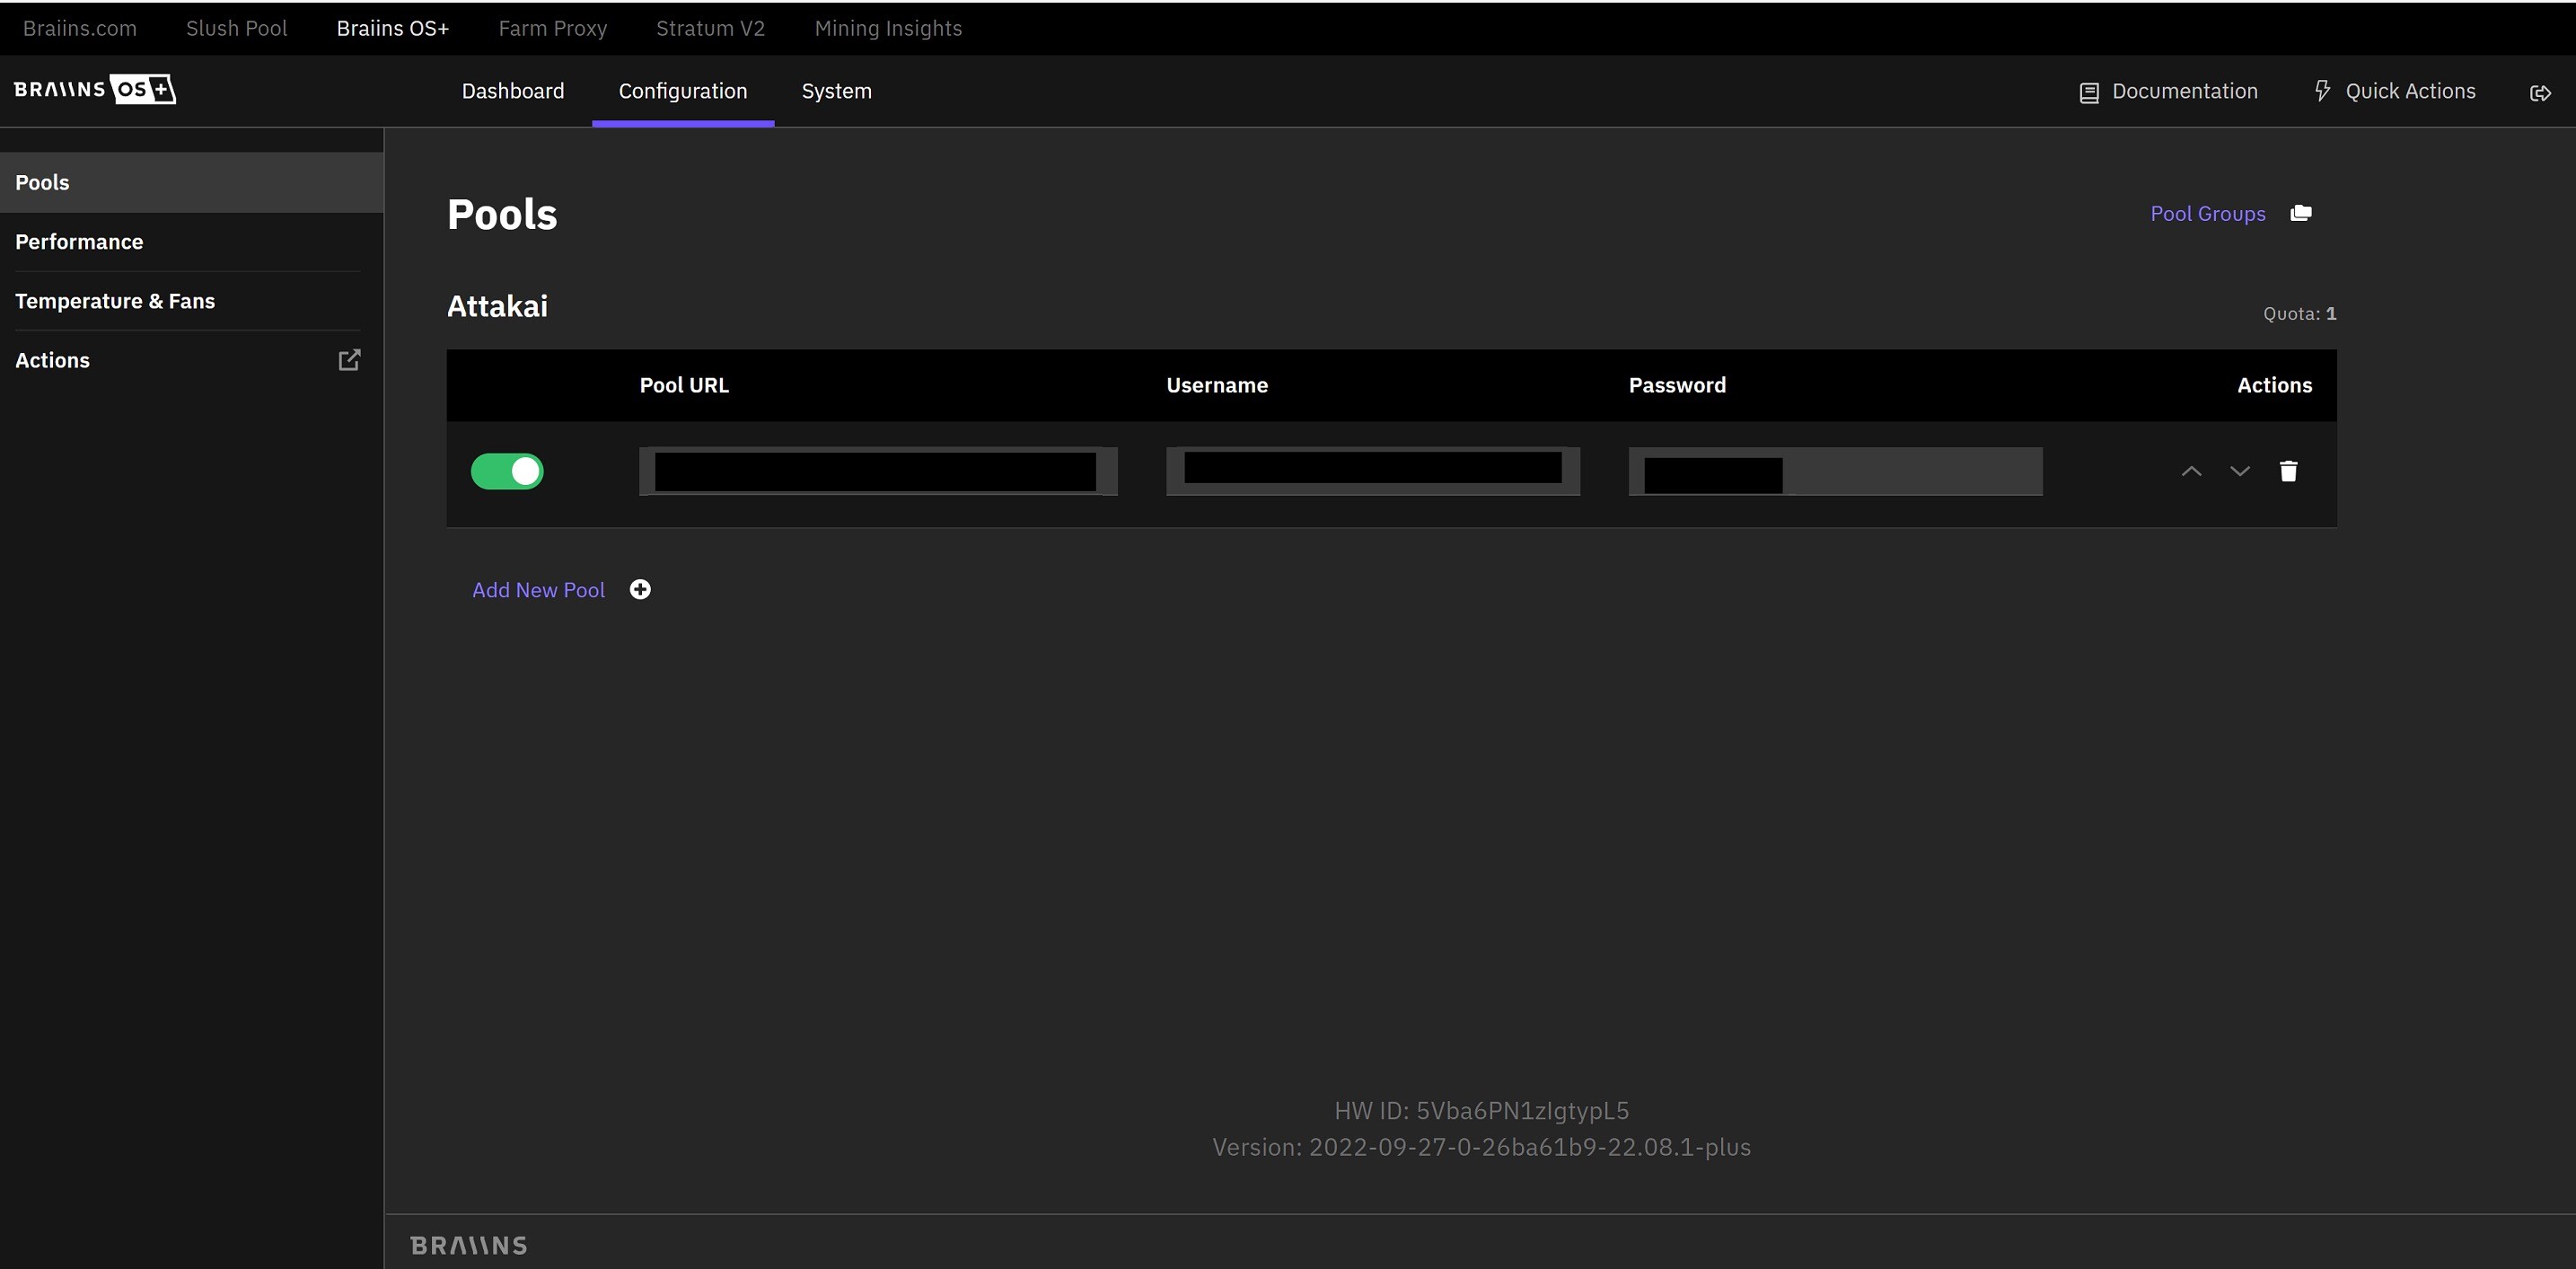 Braiins.com Slush Pool Braiins OS+ Farm Proxy Stratum V2 Mining Insights
BRAIINS OS+ Dashboard Configuration System Documentation Quick Actions
Pools
Performance
Temperature & Fans
Actions
Pools Pool Groups
Attakai Quota: 1
Pool URL Username Password Actions
Add New Pool
HW ID: 5Vba6PN1zIgtypL5
Version: 2022-09-27-0-26ba61b9-22.08.1-plus
BRAIINS